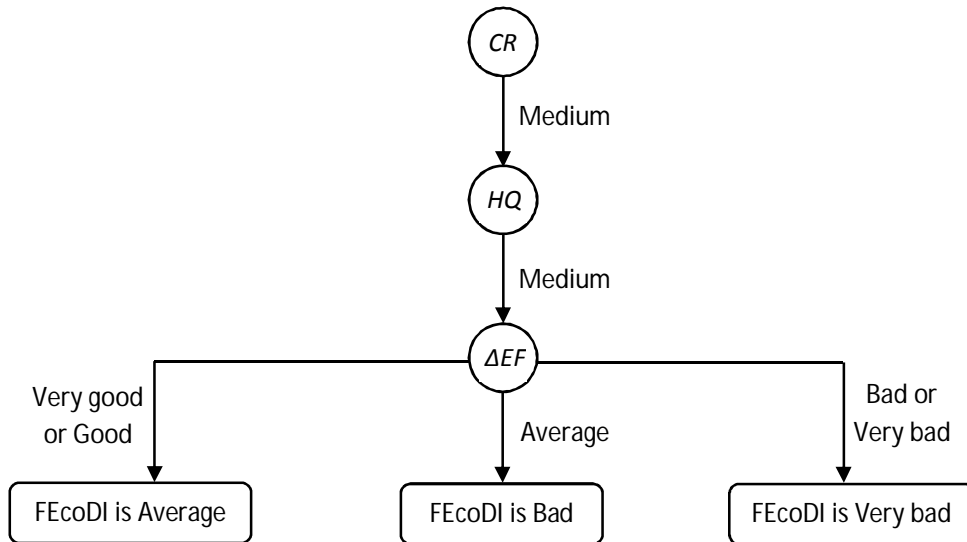 CR
Medium
HQ
Medium
ΔEF
Very good
or Good
Average
Bad or
Very bad
FEcoDI is Average
FEcoDI is Bad
FEcoDI is Very bad